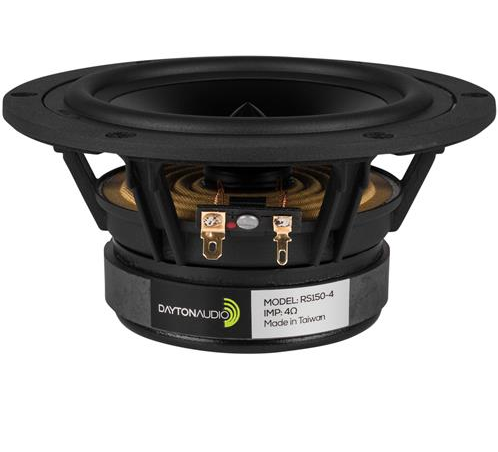 DAYTONAUDIO
MODEL: RS150-4
IMP: 4Ω
Made in Taiwan